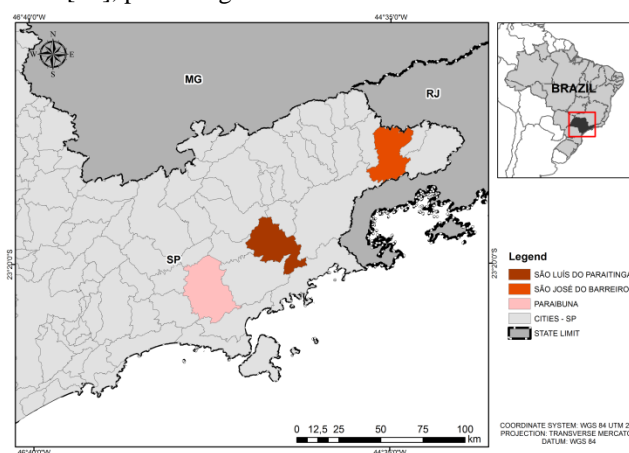 46°40'0"W
44°35'0"W
N
W
E
S
MG
RJ
BRAZIL
SP
23°20'0"S
23°20'0"S
Legend
SÃO LUÍS DO PARAITINGA
SÃO JOSÉ DO BARREIRO
PARAIBUNA
CITIES - SP
STATE LIMIT
0 12,5 25 50 75 100
km
COORDINATE SYSTEM: WGS 84 UTM 2
PROJECTION: TRANSVERSE MERCATO
DATUM: WGS 84
46°40'0"W
44°35'0"W